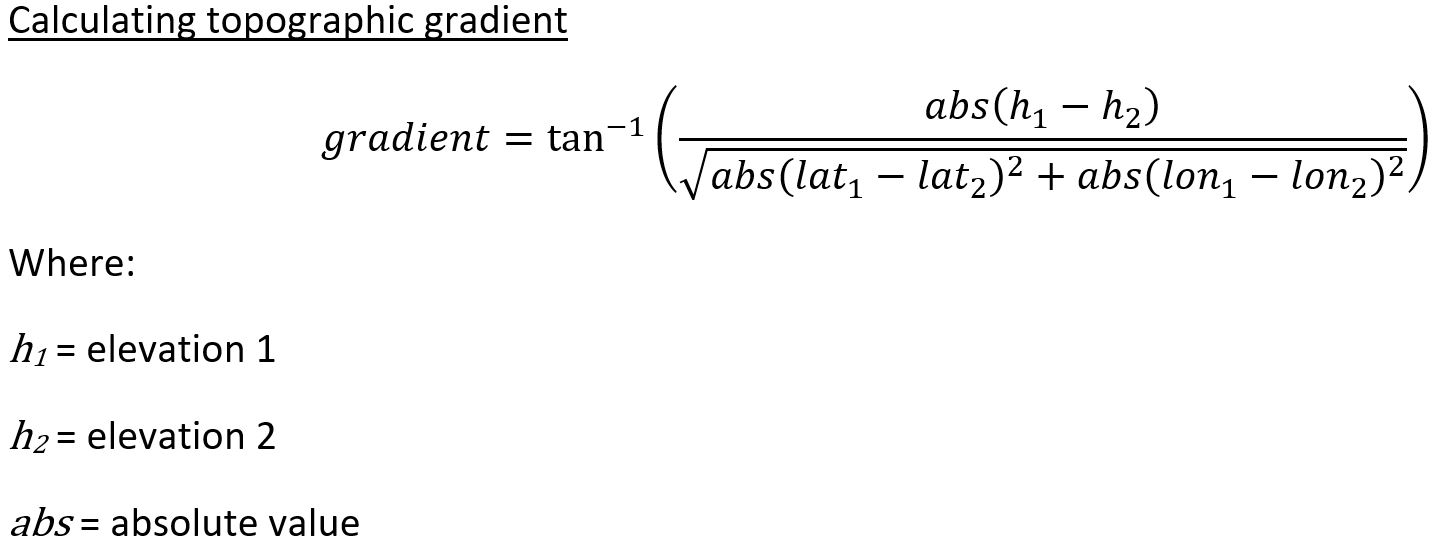 Calculating topographic gradient
gradient = tan⁻¹ ( abs(h₁ − h₂) / √abs(lat₁ − lat₂)² + abs(lon₁ − lon₂)² )
Where:
h₁ = elevation 1
h₂ = elevation 2
abs = absolute value